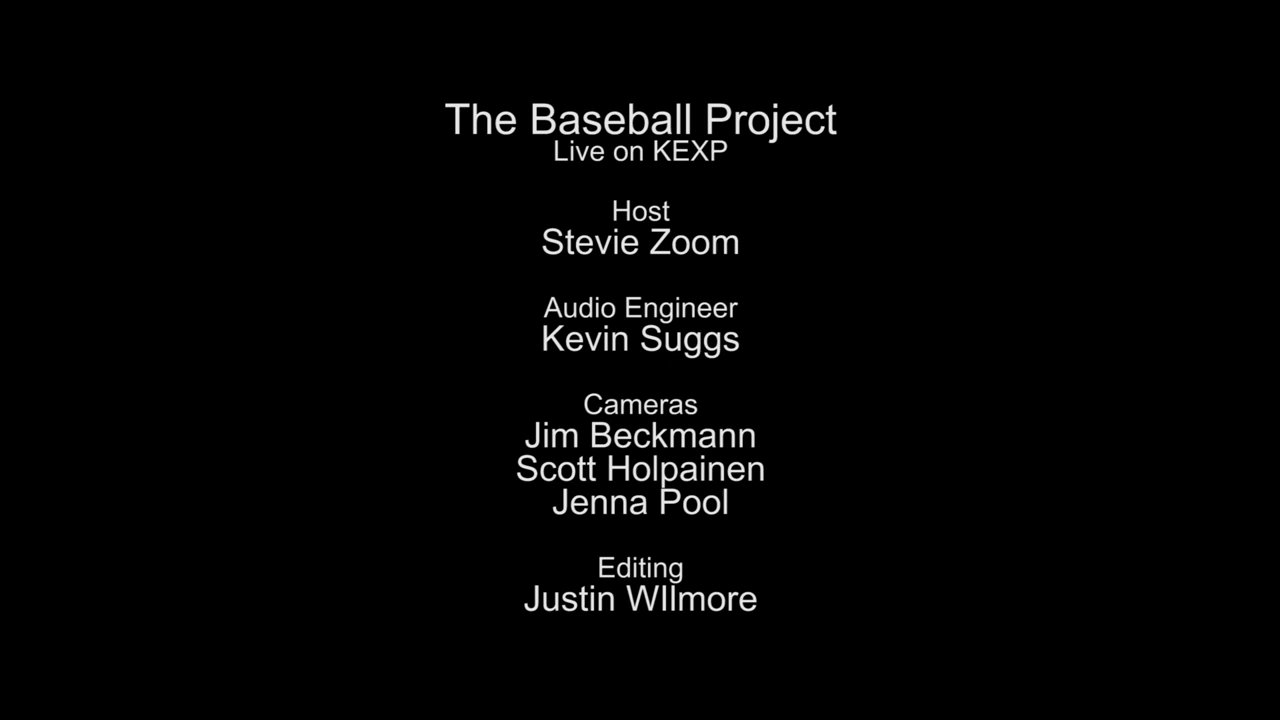 The Baseball Project
Live on KEXP
Host
Stevie Zoom
Audio Engineer
Kevin Suggs
Cameras
Jim Beckmann
Scott Holpainen
Jenna Pool
Editing
Justin WIlmore